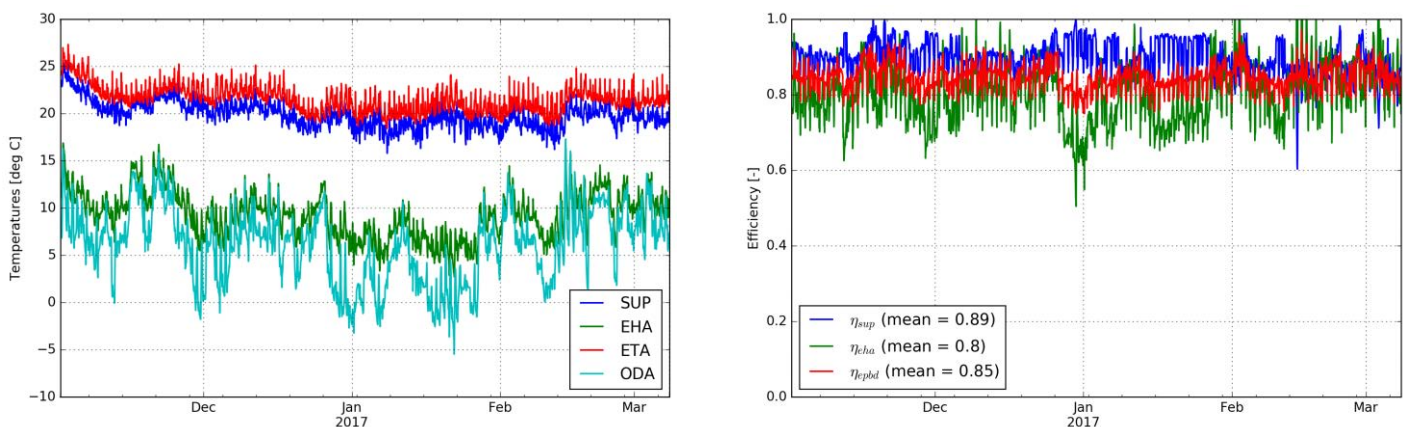 30
25
20
15
10
5
0
−5
−10
Temperatures [deg C]
SUP
EHA
ETA
ODA
Dec
Jan
2017
Feb
Mar
1.0
0.8
0.6
0.4
0.2
0.0
Efficiency [-]
η_sup (mean = 0.89)
η_eha (mean = 0.8)
η_epbd (mean = 0.85)
Dec
Jan
2017
Feb
Mar